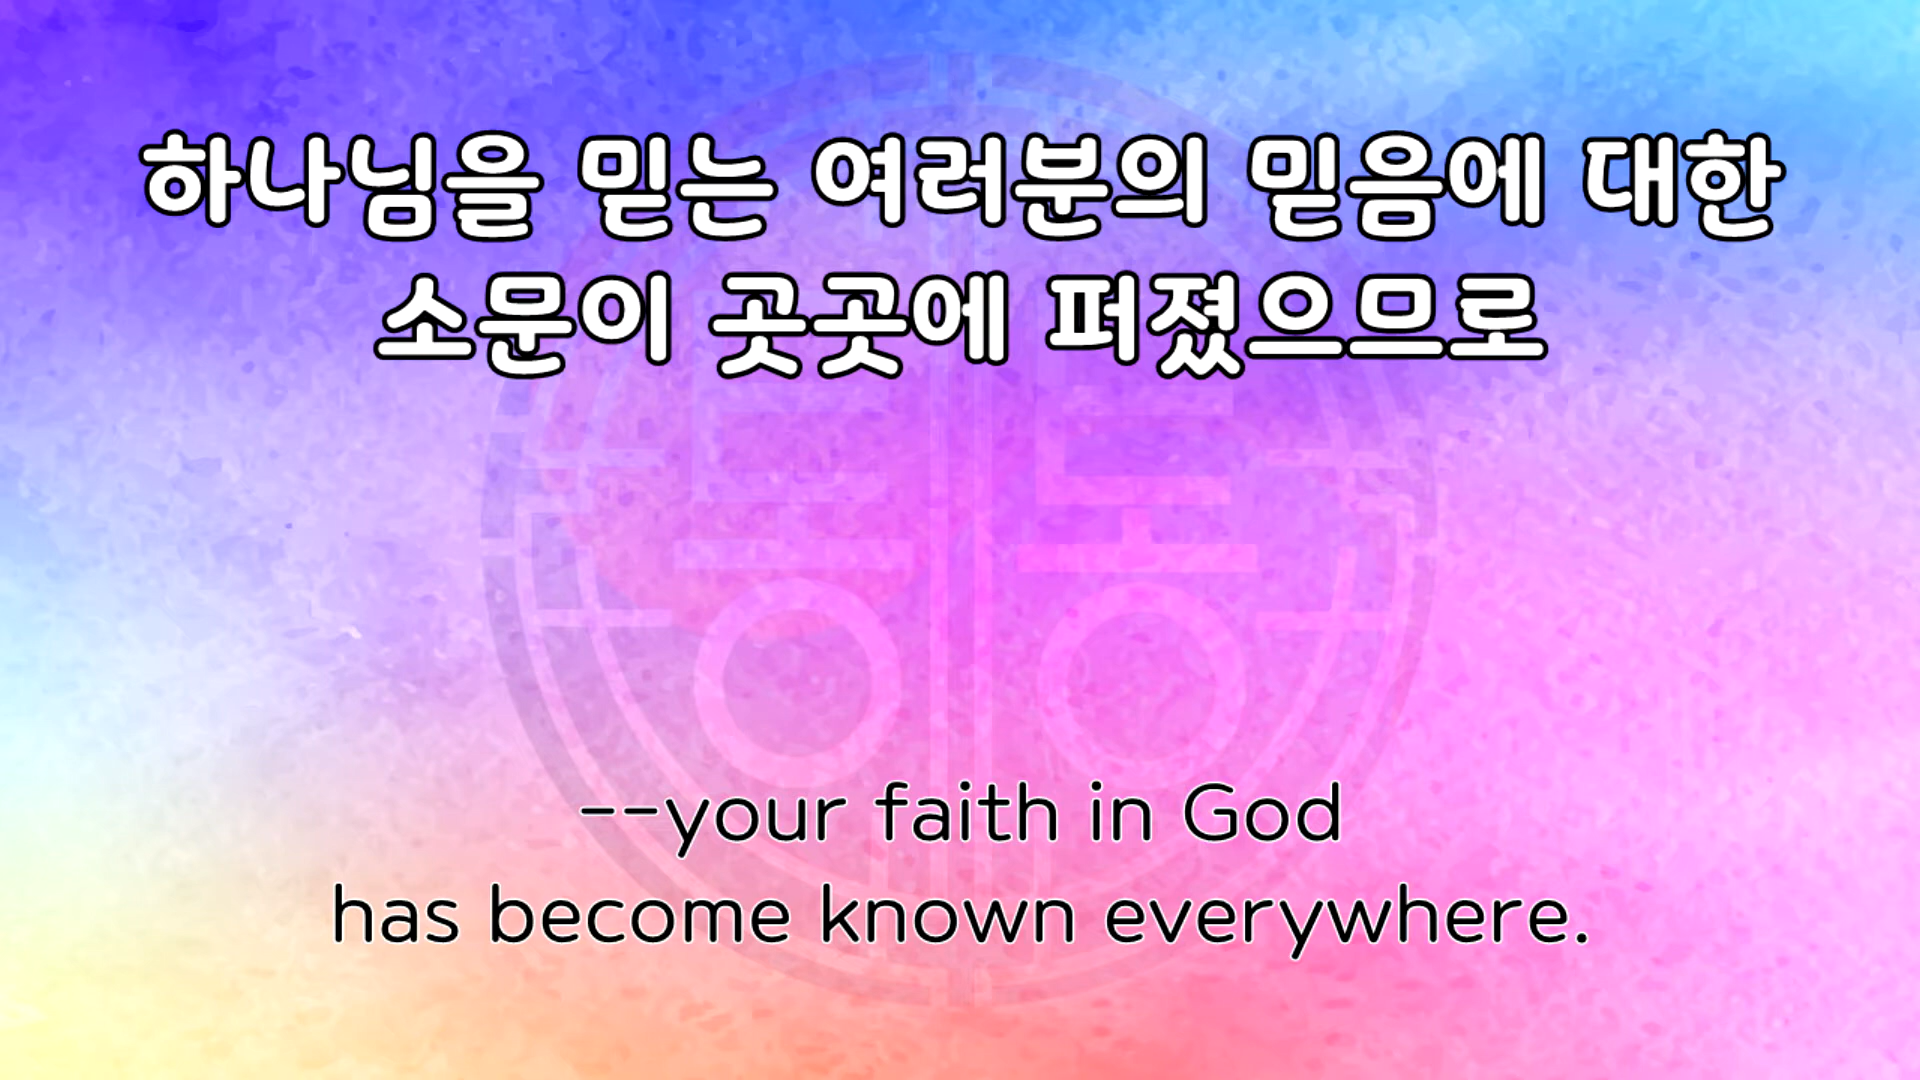 하나님을 믿는 여러분의 믿음에 대한
소문이 곳곳에 퍼졌으므로
--your faith in God
has become known everywhere.